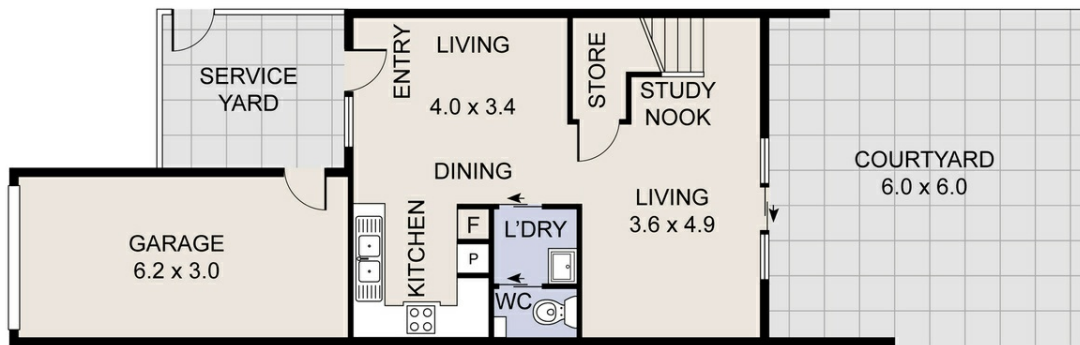 SERVICE
YARD
ENTRY
LIVING
4.0 x 3.4
STORE
STUDY
NOOK
COURTYARD
6.0 x 6.0
DINING
LIVING
3.6 x 4.9
GARAGE
6.2 x 3.0
KITCHEN
F
P
L'DRY
WC